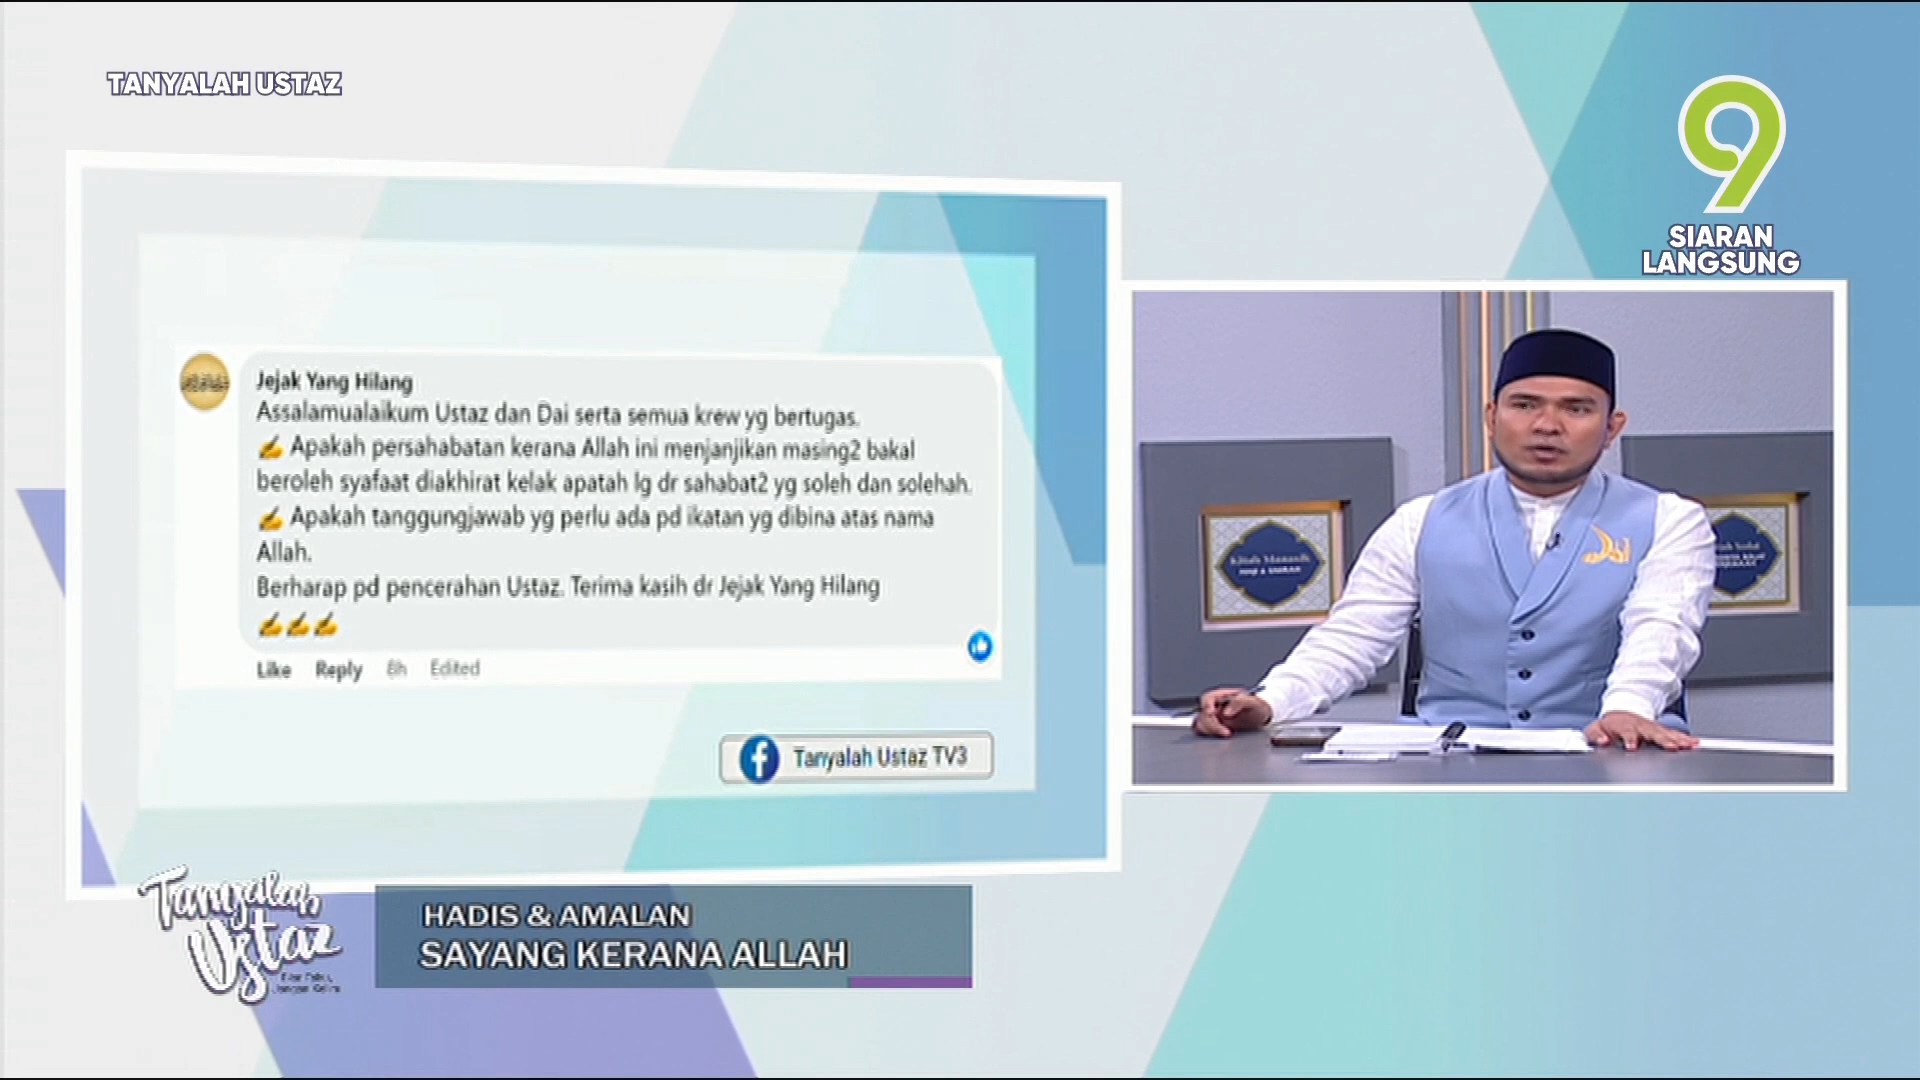 TANYALAH USTAZ
9
SIARAN
LANGSUNG
Jejak Yang Hilang
Assalamualaikum Ustaz dan Dai serta semua krew yg bertugas.
✍ Apakah persahabatan kerana Allah ini menjanjikan masing2 bakal
beroleh syafaat diakhirat kelak apatah lg dr sahabat2 yg soleh dan solehah.
✍ Apakah tanggungjawab yg perlu ada pd ikatan yg dibina atas nama
Allah.
Berharap pd pencerahan Ustaz. Terima kasih dr Jejak Yang Hilang
✍✍✍
Like Reply 8h Edited
Tanyalah Ustaz TV3
Tanyalah
Ustaz
HADIS & AMALAN
SAYANG KERANA ALLAH